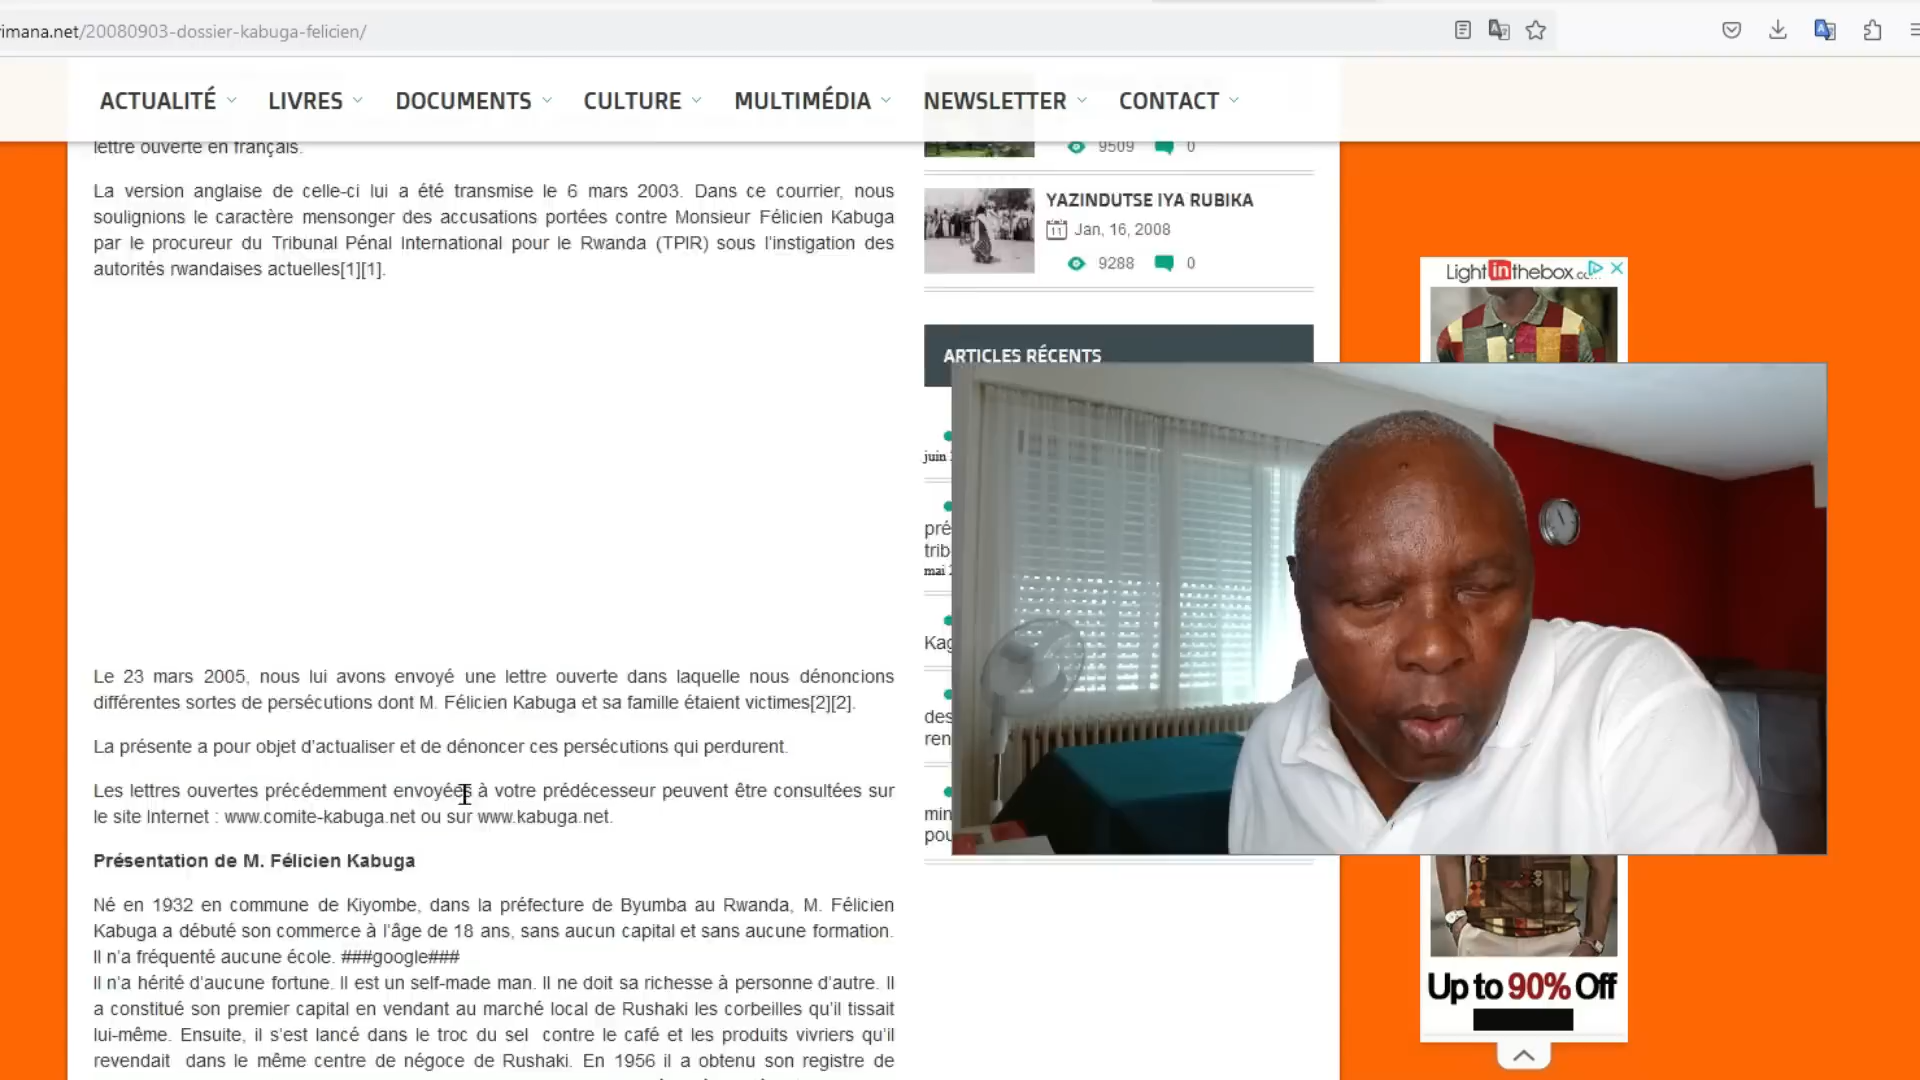 imana.net/20080903-dossier-kabuga-felicien/
ACTUALITÉ LIVRES DOCUMENTS CULTURE MULTIMÉDIA NEWSLETTER CONTACT
lettre ouverte en français.
La version anglaise de celle-ci lui a été transmise le 6 mars 2003. Dans ce courrier, nous
soulignions le caractère mensonger des accusations portées contre Monsieur Félicien Kabuga
par le procureur du Tribunal Pénal International pour le Rwanda (TPIR) sous l'instigation des
autorités rwandaises actuelles[1][1].
Le 23 mars 2005, nous lui avons envoyé une lettre ouverte dans laquelle nous dénoncions
différentes sortes de persécutions dont M. Félicien Kabuga et sa famille étaient victimes[2][2].
La présente a pour objet d'actualiser et de dénoncer ces persécutions qui perdurent.
Les lettres ouvertes précédemment envoyées à votre prédécesseur peuvent être consultées sur
le site Internet : www.comite-kabuga.net ou sur www.kabuga.net.
Présentation de M. Félicien Kabuga
Né en 1932 en commune de Kiyombe, dans la préfecture de Byumba au Rwanda, M. Félicien
Kabuga a débuté son commerce à l'âge de 18 ans, sans aucun capital et sans aucune formation.
Il n'a fréquenté aucune école. ###google###
Il n'a hérité d'aucune fortune. Il est un self-made man. Il ne doit sa richesse à personne d'autre. Il
a constitué son premier capital en vendant au marché local de Rushaki les corbeilles qu'il tissait
lui-même. Ensuite, il s'est lancé dans le troc du sel contre le café et les produits vivriers qu'il
revendait dans le même centre de négoce de Rushaki. En 1956 il a obtenu son registre de
9509 0
YAZINDUTSE IYA RUBIKA
11 Jan, 16, 2008
9288 0
ARTICLES RÉCENTS
juin
pré
trib
mai
Kag
des
ren
min
pou
Light in thebox.c
Up to 90% Off